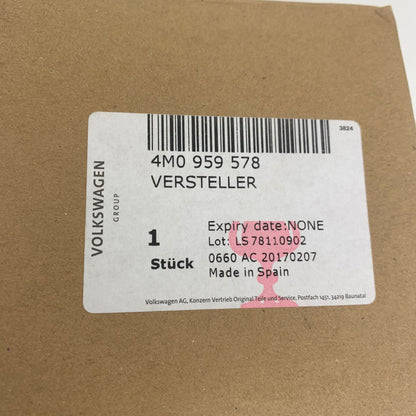 3824
4M0 959 578
VERSTELLER
VOLKSWAGEN
GROUP
Expiry date:NONE
1
Lot: LS 78110902
Stück
0660 AC 20170207
Made in Spain
Volkswagen AG, Konzern Vertrieb Original Teile und Service, Postfach 1451, 34219 Baunatal